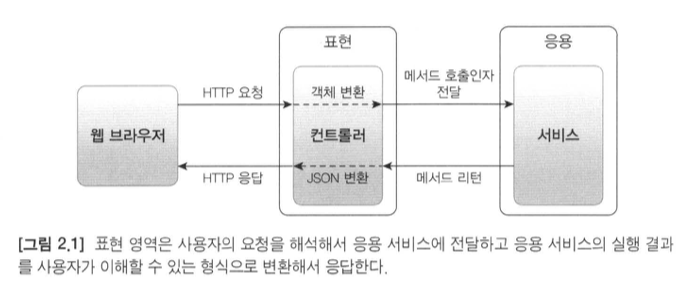 표현
응용
HTTP 요청
객체 변환
메서드 호출인자
전달
웹 브라우저
컨트롤러
서비스
HTTP 응답
JSON 변환
메서드 리턴
[그림 2.1] 표현 영역은 사용자의 요청을 해석해서 응용 서비스에 전달하고 응용 서비스의 실행 결과
를 사용자가 이해할 수 있는 형식으로 변환해서 응답한다.